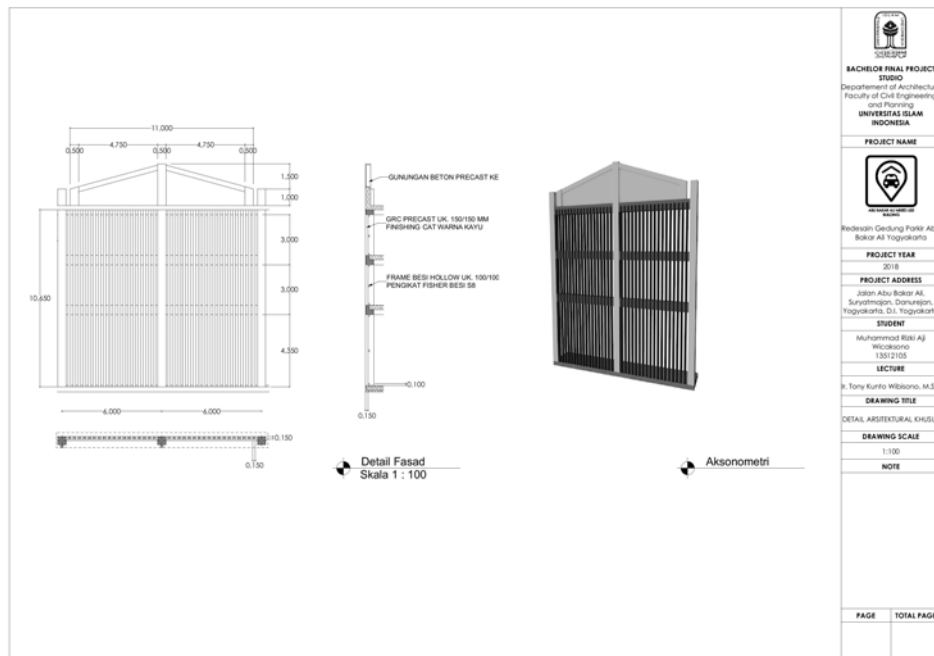 11,000
0,500
4,750
0,500
4,750
0,500
1,500
1,000
3,000
3,000
4,350
10,650
6,000
6,000
0,150
0,150
GUNUNGAN BETON PRECAST KE
GRC PRECAST UK. 150/150 MM
FINISHING CAT WARNA KAYU
FRAME BESI HOLLOW UK. 100/100
PENGIKAT FISHER BESI S8
0,100
0,150
Detail Fasad
Skala 1 : 100
Aksonometri
BACHELOR FINAL PROJECT
STUDIO
Departement of Architectu
Faculty of Civil Engineering
and Planning
UNIVERSITAS ISLAM
INDONESIA
PROJECT NAME
Redesain Gedung Parkir Ab
Bakar Ali Yogyakarta
PROJECT YEAR
2018
PROJECT ADDRESS
Jalan Abu Bakar Ali,
Suryatmajan, Danurejan,
Yogyakarta, D.I. Yogyakart
STUDENT
Muhammad Rizki Aji
Wicaksono
13512105
LECTURE
Ir. Tony Kunto Wibisono, M.S
DRAWING TITLE
DETAIL ARSITEKTURAL KHUSU
DRAWING SCALE
1:100
NOTE
PAGE
TOTAL PAGE